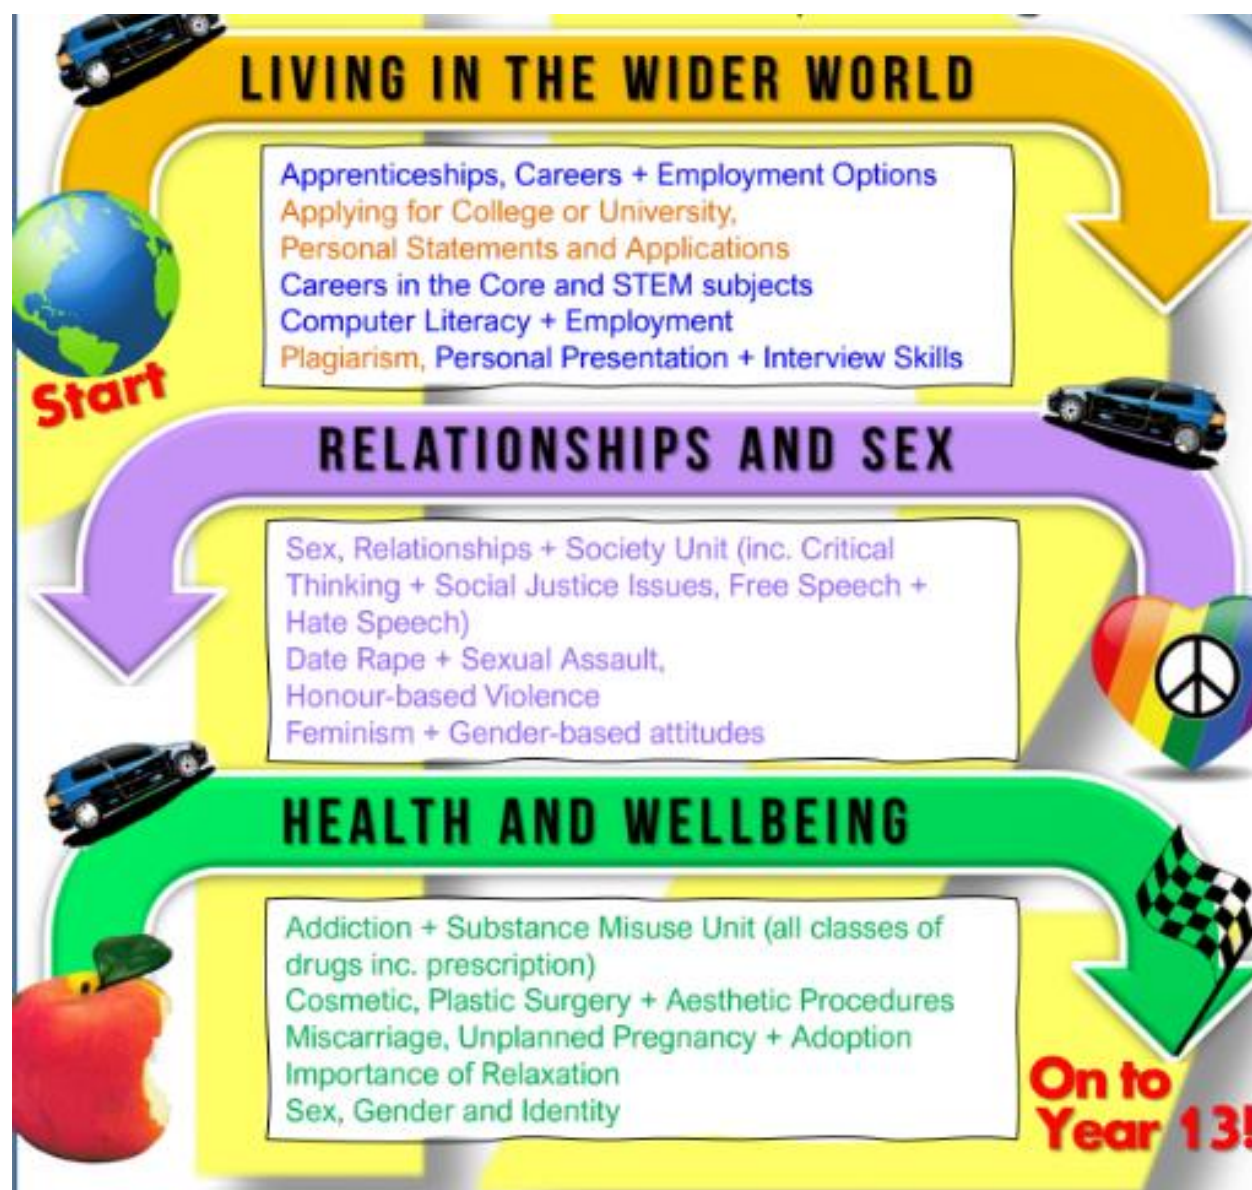 LIVING IN THE WIDER WORLD
Apprenticeships, Careers + Employment Options
Applying for College or University,
Personal Statements and Applications
Careers in the Core and STEM subjects
Computer Literacy + Employment
Plagiarism, Personal Presentation + Interview Skills
Start
RELATIONSHIPS AND SEX
Sex, Relationships + Society Unit (inc. Critical
Thinking + Social Justice Issues, Free Speech +
Hate Speech)
Date Rape + Sexual Assault,
Honour-based Violence
Feminism + Gender-based attitudes
HEALTH AND WELLBEING
Addiction + Substance Misuse Unit (all classes of
drugs inc. prescription)
Cosmetic, Plastic Surgery + Aesthetic Procedures
Miscarriage, Unplanned Pregnancy + Adoption
Importance of Relaxation
Sex, Gender and Identity
On to
Year 13!